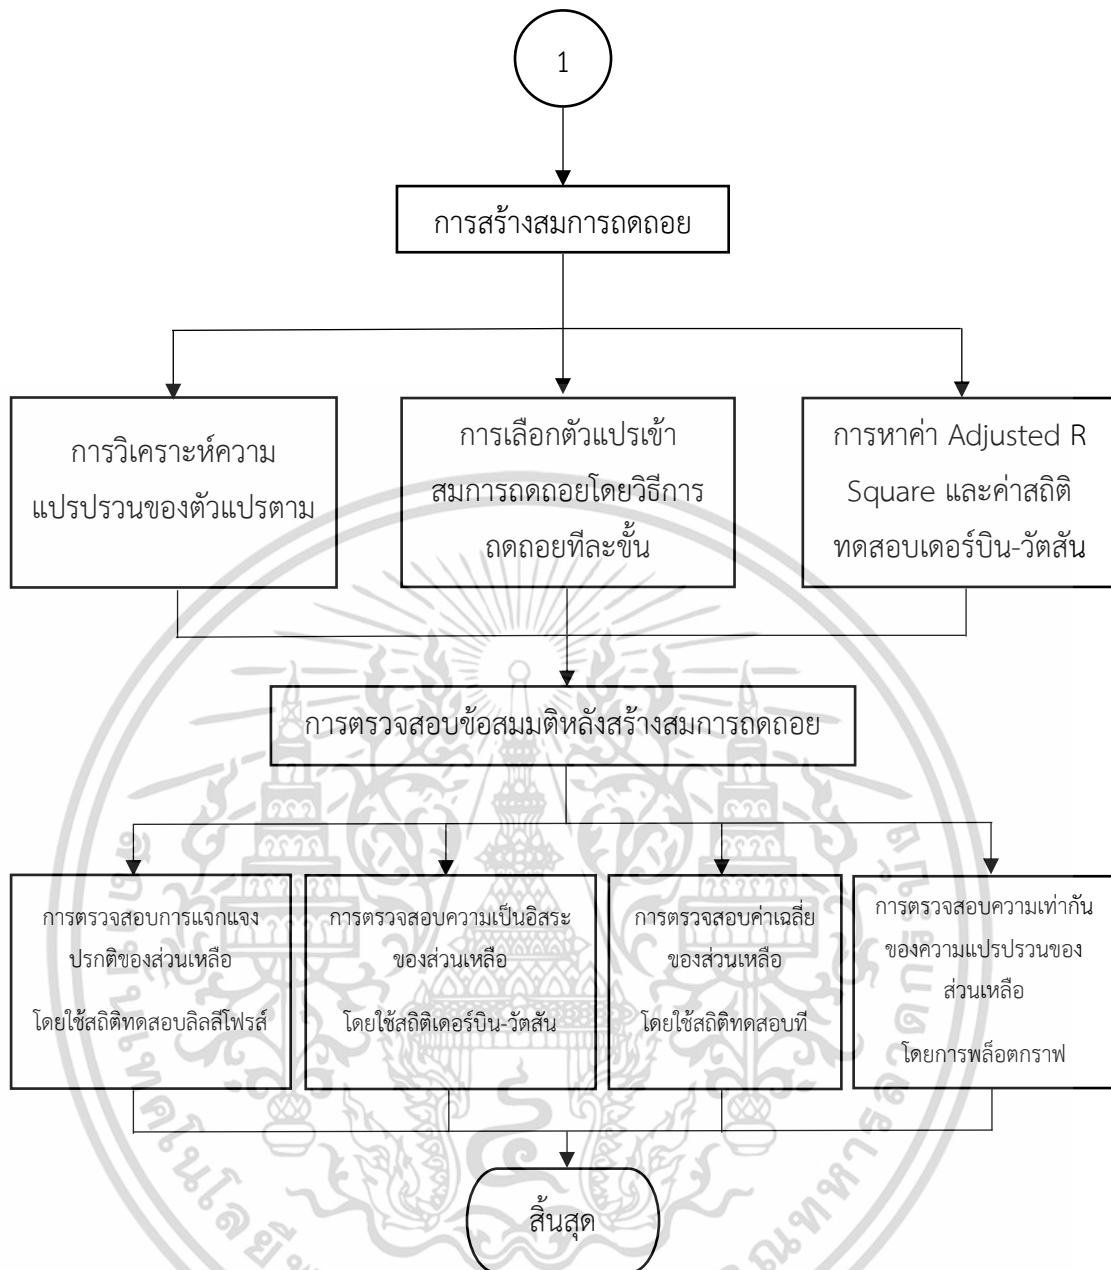 1
การสร้างสมการถดถอย
การวิเคราะห์ความ
แปรปรวนของตัวแปรตาม
การเลือกตัวแปรเข้า
สมการถดถอยโดยวิธีการ
ถดถอยทีละขั้น
การหาค่า Adjusted R
Square และค่าสถิติ
ทดสอบเดอร์บิน-วัตสัน
การตรวจสอบข้อสมมติหลังสร้างสมการถดถอย
การตรวจสอบการแจกแจง
ปรกติของส่วนเหลือ
โดยใช้สถิติทดสอบลิลลีโฟรส์
การตรวจสอบความเป็นอิสระ
ของส่วนเหลือ
โดยใช้สถิติเดอร์บิน-วัตสัน
การตรวจสอบค่าเฉลี่ย
ของส่วนเหลือ
โดยใช้สถิติทดสอบที
การตรวจสอบความเท่ากัน
ของความแปรปรวนของ
ส่วนเหลือ
โดยการพล็อตกราฟ
สิ้นสุด